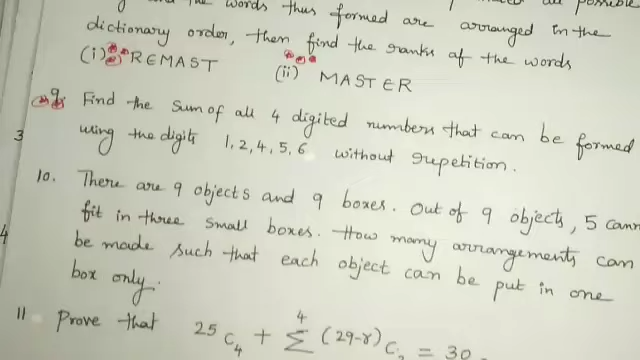 the words thus formed are arranged in the
dictionary order, then find the ranks of the words
(i) REMAST (ii) MASTER
9. Find the sum of all 4 digited numbers that can be formed
3
using the digits 1, 2, 4, 5, 6 without repetition.
10. There are 9 objects and 9 boxes. Out of 9 objects, 5 cann
fit in three small boxes. How many arrangements can
4
be made such that each object can be put in one
box only.
11 Prove that 25C4 + 4 Σ (29-r)C = 30